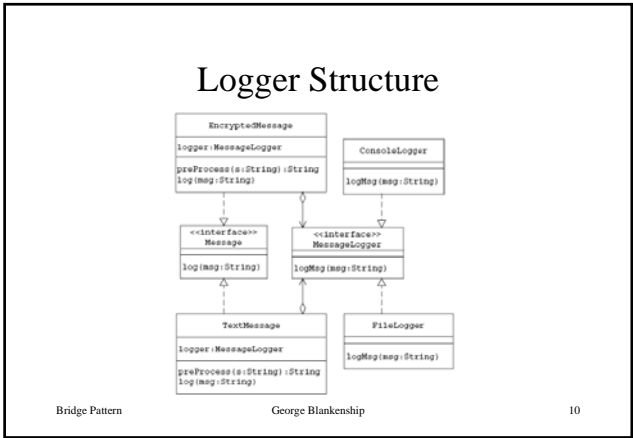 Logger Structure
EncryptedMessage
logger:MessageLogger
preProcess(s:String):String
log(msg:String)
ConsoleLogger
logMsg(msg:String)
<<interface>>
Message
log(msg:String)
<<interface>>
MessageLogger
logMsg(msg:String)
TextMessage
logger:MessageLogger
preProcess(s:String):String
log(msg:String)
FileLogger
logMsg(msg:String)
Bridge Pattern
George Blankenship
10